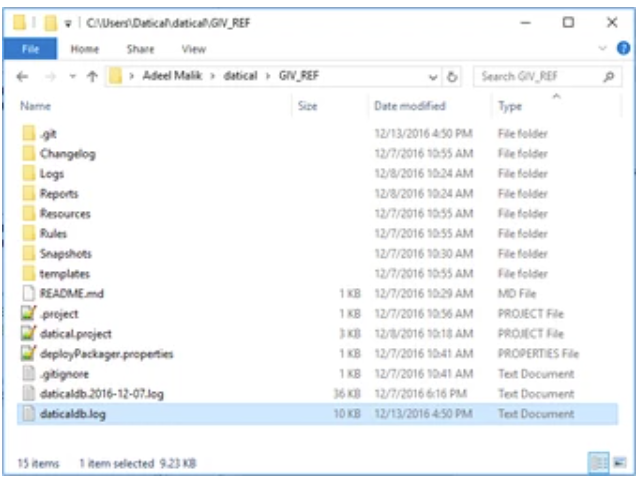 C:\Users\Datical\datical\GIV_REF
File Home Share View
Adeel Malik > datical > GIV_REF Search GIV_REF
Name Size Date modified Type
.git 12/13/2016 4:50 PM File folder
Changelog 12/7/2016 10:55 AM File folder
Logs 12/8/2016 10:24 AM File folder
Reports 12/8/2016 10:24 AM File folder
Resources 12/7/2016 10:55 AM File folder
Rules 12/7/2016 10:55 AM File folder
Snapshots 12/7/2016 10:30 AM File folder
templates 12/7/2016 10:55 AM File folder
README.md 1 KB 12/7/2016 10:29 AM MD File
.project 1 KB 12/7/2016 10:56 AM PROJECT File
datical.project 3 KB 12/8/2016 10:18 AM PROJECT File
deployPackager.properties 1 KB 12/7/2016 10:41 AM PROPERTIES File
.gitignore 1 KB 12/7/2016 10:41 AM Text Document
daticaldb.2016-12-07.log 36 KB 12/7/2016 6:16 PM Text Document
daticaldb.log 10 KB 12/13/2016 4:50 PM Text Document
15 items 1 item selected 9.23 KB